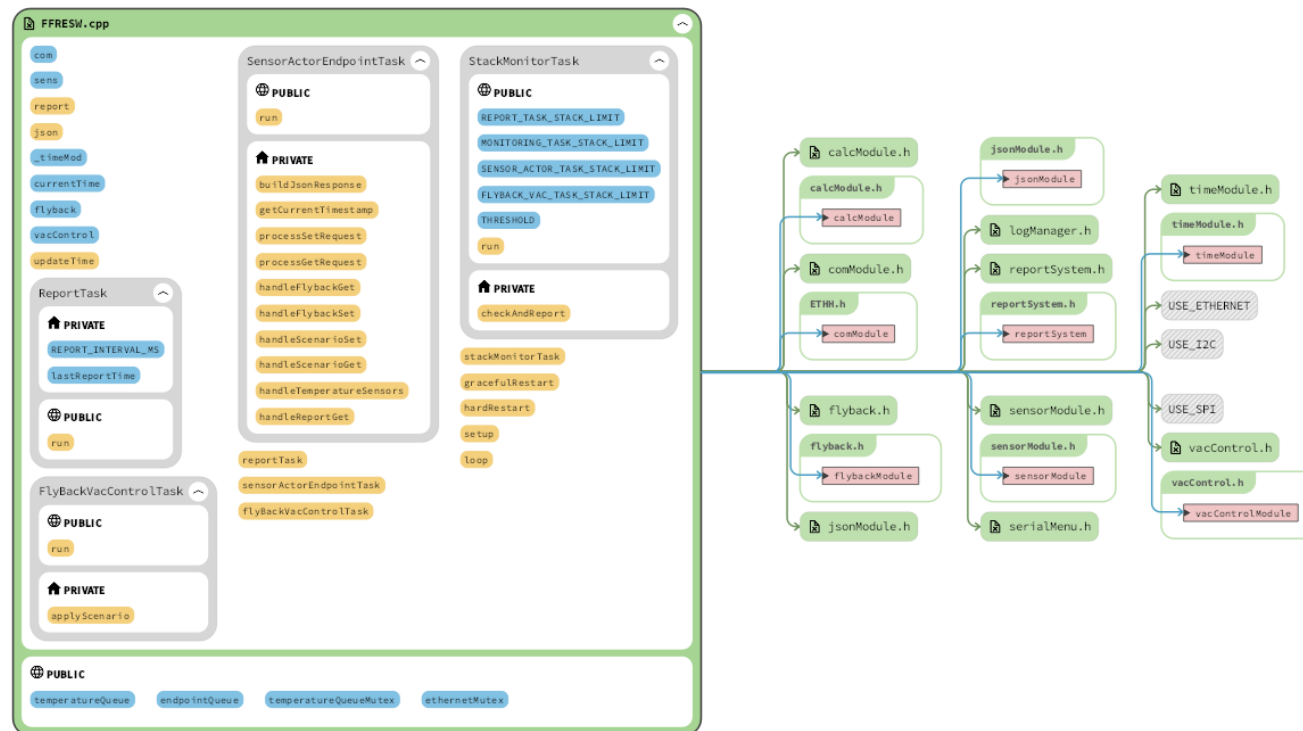 FFRESW.cpp
com
sens
report
json
_timeMod
currentTime
flyback
vacControl
updateTime
ReportTask
PRIVATE
REPORT_INTERVAL_MS
lastReportTime
PUBLIC
run
FlyBackVacControlTask
PUBLIC
run
PRIVATE
applyScenario
SensorActorEndpointTask
PUBLIC
run
PRIVATE
buildJsonResponse
getCurrentTimestamp
processSetRequest
processGetRequest
handleFlybackGet
handleFlybackSet
handleScenarioSet
handleScenarioGet
handleTemperatureSensors
handleReportGet
reportTask
sensorActorEndpointTask
flyBackVacControlTask
StackMonitorTask
PUBLIC
REPORT_TASK_STACK_LIMIT
MONITORING_TASK_STACK_LIMIT
SENSOR_ACTOR_TASK_STACK_LIMIT
FLYBACK_VAC_TASK_STACK_LIMIT
THRESHOLD
run
PRIVATE
checkAndReport
stackMonitorTask
gracefulRestart
hardRestart
setup
loop
PUBLIC
temperatureQueue endpointQueue temperatureQueueMutex ethernetMutex
calcModule.h
calcModule.h
calcModule
comModule.h
ETHH.h
comModule
flyback.h
flyback.h
flybackModule
jsonModule.h
jsonModule.h
jsonModule
logManager.h
reportSystem.h
reportSystem.h
reportSystem
sensorModule.h
sensorModule.h
sensorModule
serialMenu.h
timeModule.h
timeModule.h
timeModule
USE_ETHERNET
USE_I2C
USE_SPI
vacControl.h
vacControl.h
vacControlModule